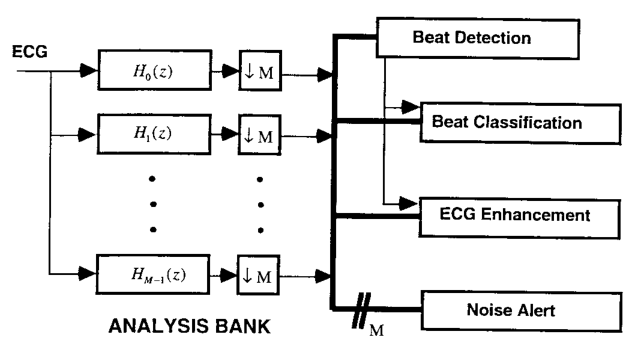 ECG
H₀(z)
↓ M
Beat Detection
H₁(z)
↓ M
Beat Classification
ECG Enhancement
H_{M−1}(z)
↓ M
Noise Alert
M
ANALYSIS BANK